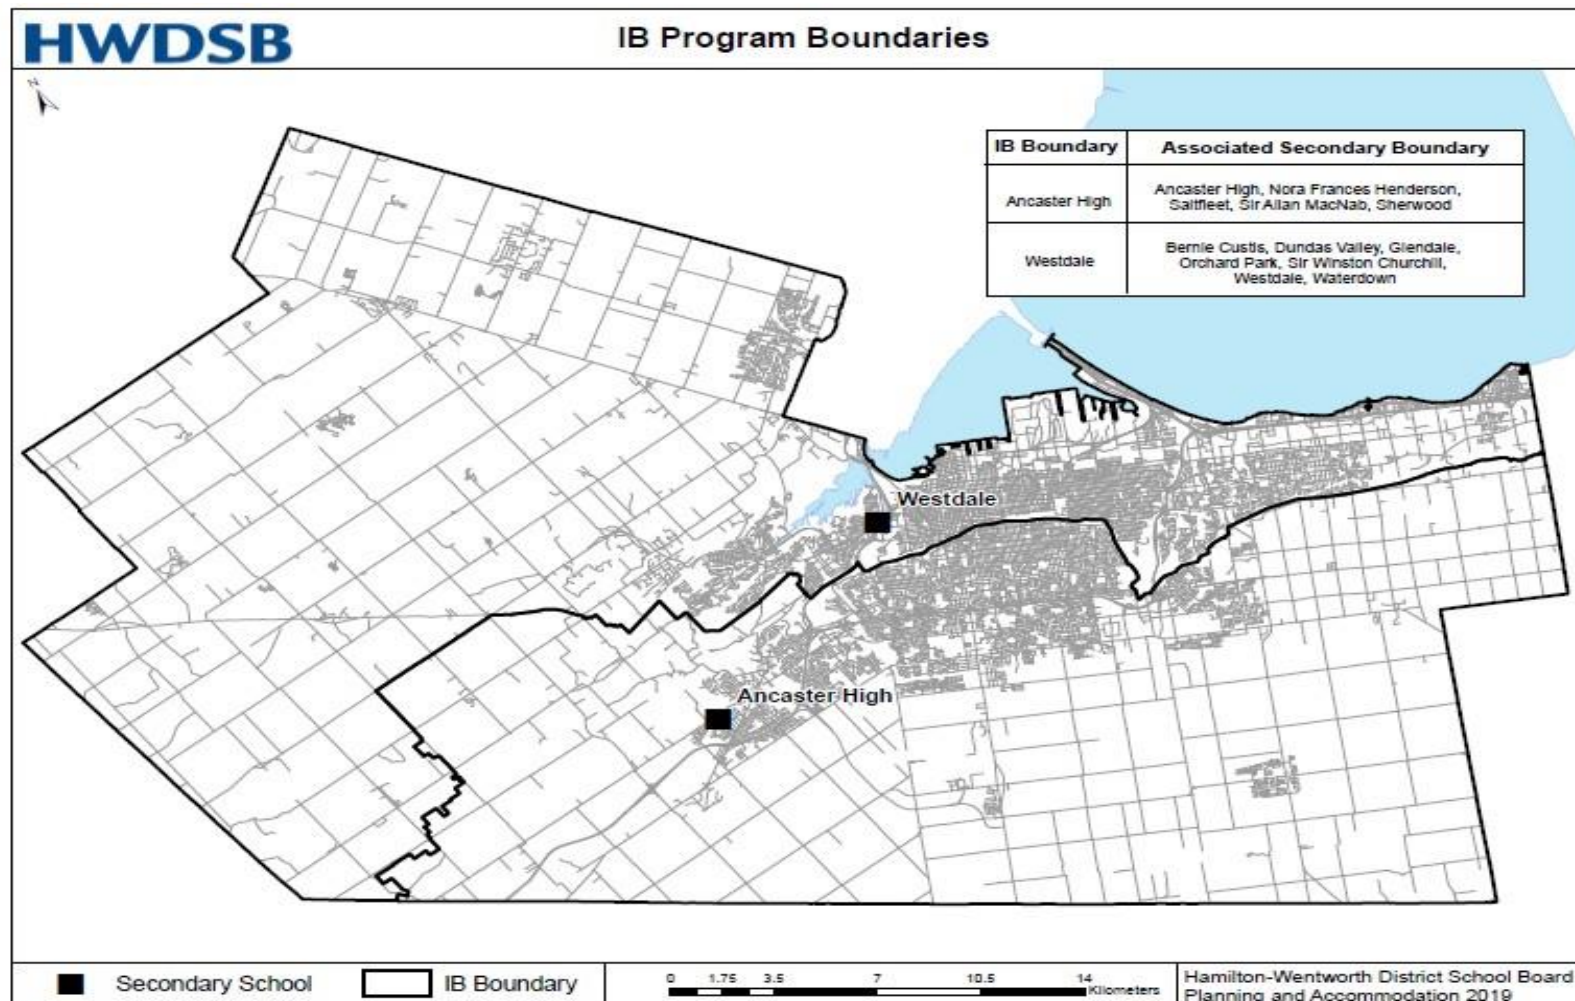 HWDSB
IB Program Boundaries
N
IB Boundary
Associated Secondary Boundary
Ancaster High
Ancaster High, Nora Frances Henderson,
Saltfleet, Sir Allan MacNab, Sherwood
Westdale
Bernie Custis, Dundas Valley, Glendale,
Orchard Park, Sir Winston Churchill,
Westdale, Waterdown
Westdale
Ancaster High
Secondary School
IB Boundary
0 1.75 3.5 7 10.5 14
Kilometers
Hamilton-Wentworth District School Board
Planning and Accommodation 2019